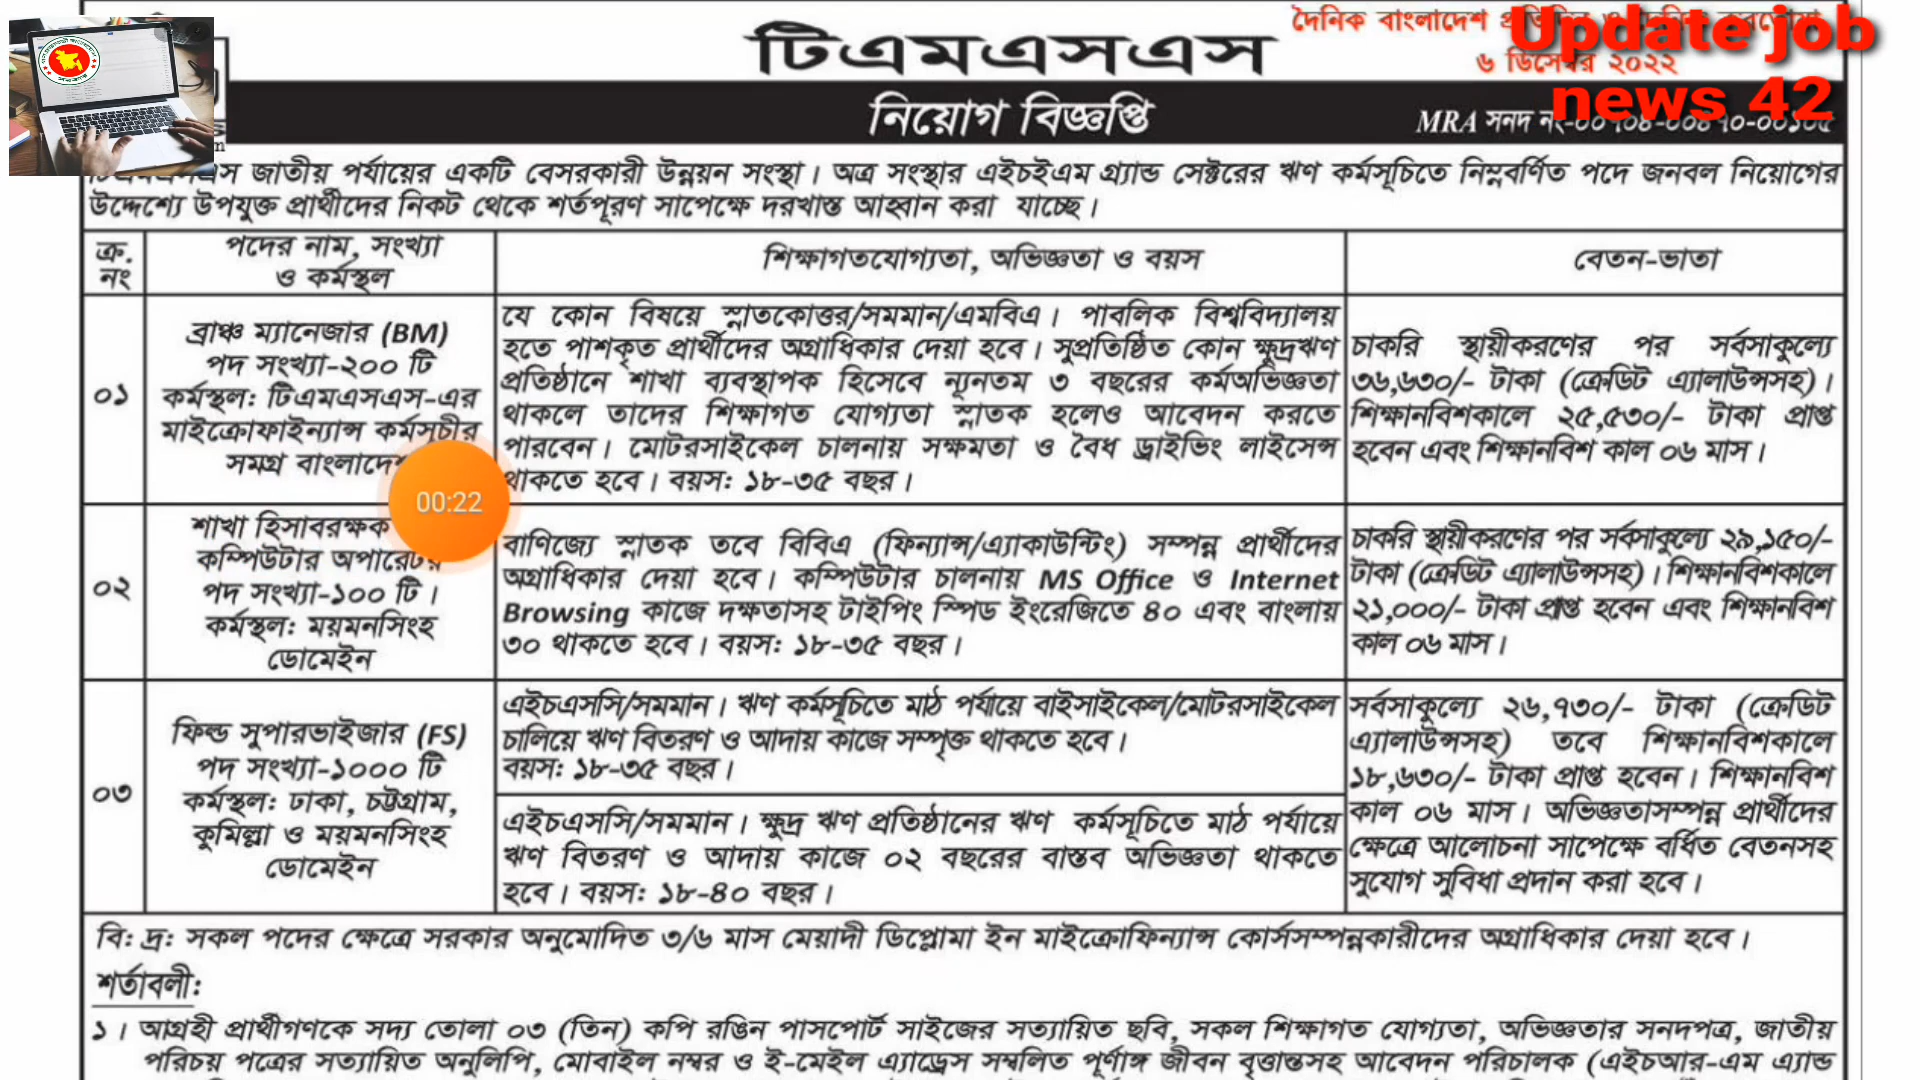 দৈনিক বাংলাদেশ
৬ ডিসেম্বর ২০২২
Update job
news 42
টিএমএসএস
নিয়োগ বিজ্ঞপ্তি
MRA সনদ নং-
জাতীয় পর্যায়ের একটি বেসরকারী উন্নয়ন সংস্থা। অত্র সংস্থার এইচইএম গ্র্যান্ড সেক্টরের ঋণ কর্মসূচিতে নিম্নবর্ণিত পদে জনবল নিয়োগের
উদ্দেশ্যে উপযুক্ত প্রার্থীদের নিকট থেকে শর্তপূরণ সাপেক্ষে দরখাস্ত আহ্বান করা যাচ্ছে।
ক্র.
নং
পদের নাম, সংখ্যা
ও কর্মস্থল
শিক্ষাগতযোগ্যতা, অভিজ্ঞতা ও বয়স
বেতন-ভাতা
০১
ব্রাঞ্চ ম্যানেজার (BM)
পদ সংখ্যা-২০০ টি
কর্মস্থল: টিএমএসএস-এর
মাইক্রোফাইন্যান্স কর্মসূচীর
সমগ্র
যে কোন বিষয়ে স্নাতকোত্তর/সমমান/এমবিএ। পাবলিক বিশ্ববিদ্যালয়
হতে পাশকৃত প্রার্থীদের অগ্রাধিকার দেয়া হবে। সুপ্রতিষ্ঠিত কোন ক্ষুদ্রঋণ
প্রতিষ্ঠানে শাখা ব্যবস্থাপক হিসেবে ন্যূনতম ৩ বছরের কর্মঅভিজ্ঞতা
থাকলে তাদের শিক্ষাগত যোগ্যতা স্নাতক হলেও আবেদন করতে
পারবেন। মোটরসাইকেল চালনায় সক্ষমতা ও বৈধ ড্রাইভিং লাইসেন্স
থাকতে হবে। বয়স: ১৮-৩৫ বছর।
চাকরি স্থায়ীকরণের পর সর্বসাকুল্যে
৩৬,৬৩০/- টাকা (ক্রেডিট এ্যালাউন্সসহ)।
শিক্ষানবিশকালে ২৫,৫৩০/- টাকা প্রাপ্ত
হবেন এবং শিক্ষানবিশ কাল ০৬ মাস।
00:22
০২
শাখা হিসাবরক্ষক
কম্পিউটার অপারেটর
পদ সংখ্যা-১০০ টি।
কর্মস্থল: ময়মনসিংহ
ডোমেইন
বাণিজ্যে স্নাতক তবে বিবিএ (ফিন্যান্স/এ্যাকাউন্টিং) সম্পন্ন প্রার্থীদের
অগ্রাধিকার দেয়া হবে। কম্পিউটার চালনায় MS Office ও Internet
Browsing কাজে দক্ষতাসহ টাইপিং স্পিড ইংরেজিতে ৪০ এবং বাংলায়
৩০ থাকতে হবে। বয়স: ১৮-৩৫ বছর।
চাকরি স্থায়ীকরণের পর সর্বসাকুল্যে ২৯,১৫০/-
টাকা (ক্রেডিট এ্যালাউন্সসহ)। শিক্ষানবিশকালে
২১,০০০/- টাকা প্রাপ্ত হবেন এবং শিক্ষানবিশ
কাল ০৬ মাস।
০৩
ফিল্ড সুপারভাইজার (FS)
পদ সংখ্যা-১০০০ টি
কর্মস্থল: ঢাকা, চট্টগ্রাম,
কুমিল্লা ও ময়মনসিংহ
ডোমেইন
এইচএসসি/সমমান। ঋণ কর্মসূচিতে মাঠ পর্যায়ে বাইসাইকেল/মোটরসাইকেল
চালিয়ে ঋণ বিতরণ ও আদায় কাজে সম্পৃক্ত থাকতে হবে।
বয়স: ১৮-৩৫ বছর।
এইচএসসি/সমমান। ক্ষুদ্র ঋণ প্রতিষ্ঠানের ঋণ কর্মসূচিতে মাঠ পর্যায়ে
ঋণ বিতরণ ও আদায় কাজে ০২ বছরের বাস্তব অভিজ্ঞতা থাকতে
হবে। বয়স: ১৮-৪০ বছর।
সর্বসাকুল্যে ২৬,৭৩০/- টাকা (ক্রেডিট
এ্যালাউন্সসহ) তবে শিক্ষানবিশকালে
১৮,৬৩০/- টাকা প্রাপ্ত হবেন। শিক্ষানবিশ
কাল ০৬ মাস। অভিজ্ঞতাসম্পন্ন প্রার্থীদের
ক্ষেত্রে আলোচনা সাপেক্ষে বর্ধিত বেতনসহ
সুযোগ সুবিধা প্রদান করা হবে।
বি: দ্র: সকল পদের ক্ষেত্রে সরকার অনুমোদিত ৩/৬ মাস মেয়াদী ডিপ্লোমা ইন মাইক্রোফিন্যান্স কোর্সসম্পন্নকারীদের অগ্রাধিকার দেয়া হবে।
শর্তাবলী:
১। আগ্রহী প্রার্থীগণকে সদ্য তোলা ০৩ (তিন) কপি রঙিন পাসপোর্ট সাইজের সত্যায়িত ছবি, সকল শিক্ষাগত যোগ্যতা, অভিজ্ঞতার সনদপত্র, জাতীয়
পরিচয় পত্রের সত্যায়িত অনুলিপি, মোবাইল নম্বর ও ই-মেইল এ্যাড্রেস সম্বলিত পূর্ণাঙ্গ জীবন বৃত্তান্তসহ আবেদন পরিচালক (এইচআর-এম এ্যান্ড